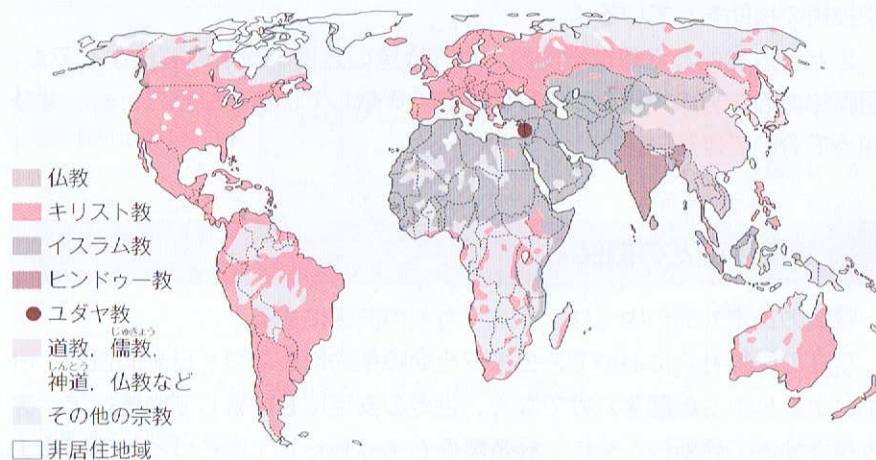 仏教
キリスト教
イスラム教
ヒンドゥー教
ユダヤ教
じゅきょう
道教,儒教,
しんとう
神道,仏教など
その他の宗教
非居住地域